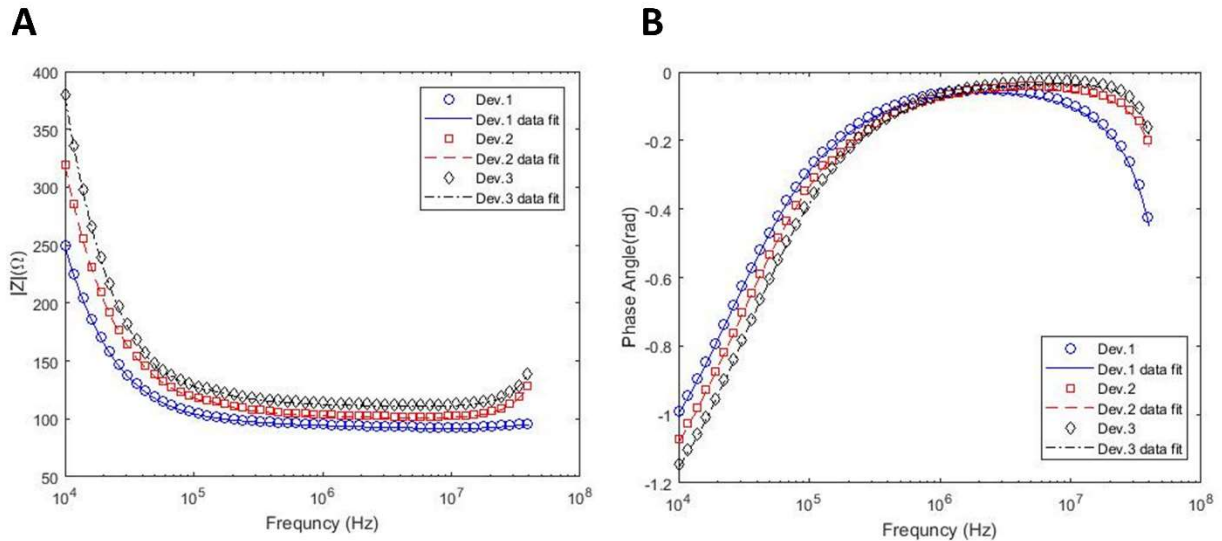 A
B
400
350
300
250
200
150
100
50
|Z|(Ω)
10^4
10^5
10^6
10^7
10^8
Frequncy (Hz)
Dev.1
Dev.1 data fit
Dev.2
Dev.2 data fit
Dev.3
Dev.3 data fit
0
-0.2
-0.4
-0.6
-0.8
-1
-1.2
Phase Angle(rad)
10^4
10^5
10^6
10^7
10^8
Frequncy (Hz)
Dev.1
Dev.1 data fit
Dev.2
Dev.2 data fit
Dev.3
Dev.3 data fit